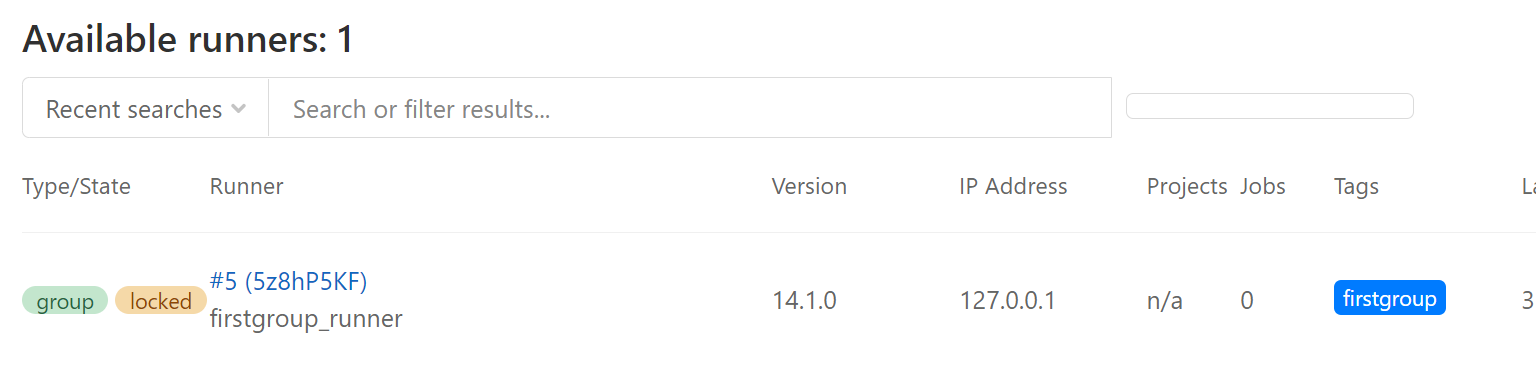 Available runners: 1
Recent searches Search or filter results...
Type/State Runner Version IP Address Projects Jobs Tags
#5 (5z8hP5KF)
group locked 14.1.0 127.0.0.1 n/a 0 firstgroup 3
firstgroup_runner